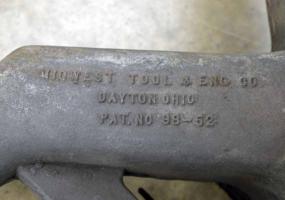 MIDWEST TOOL & ENG CO
DAYTON OHIO
PAT. NO 98-52